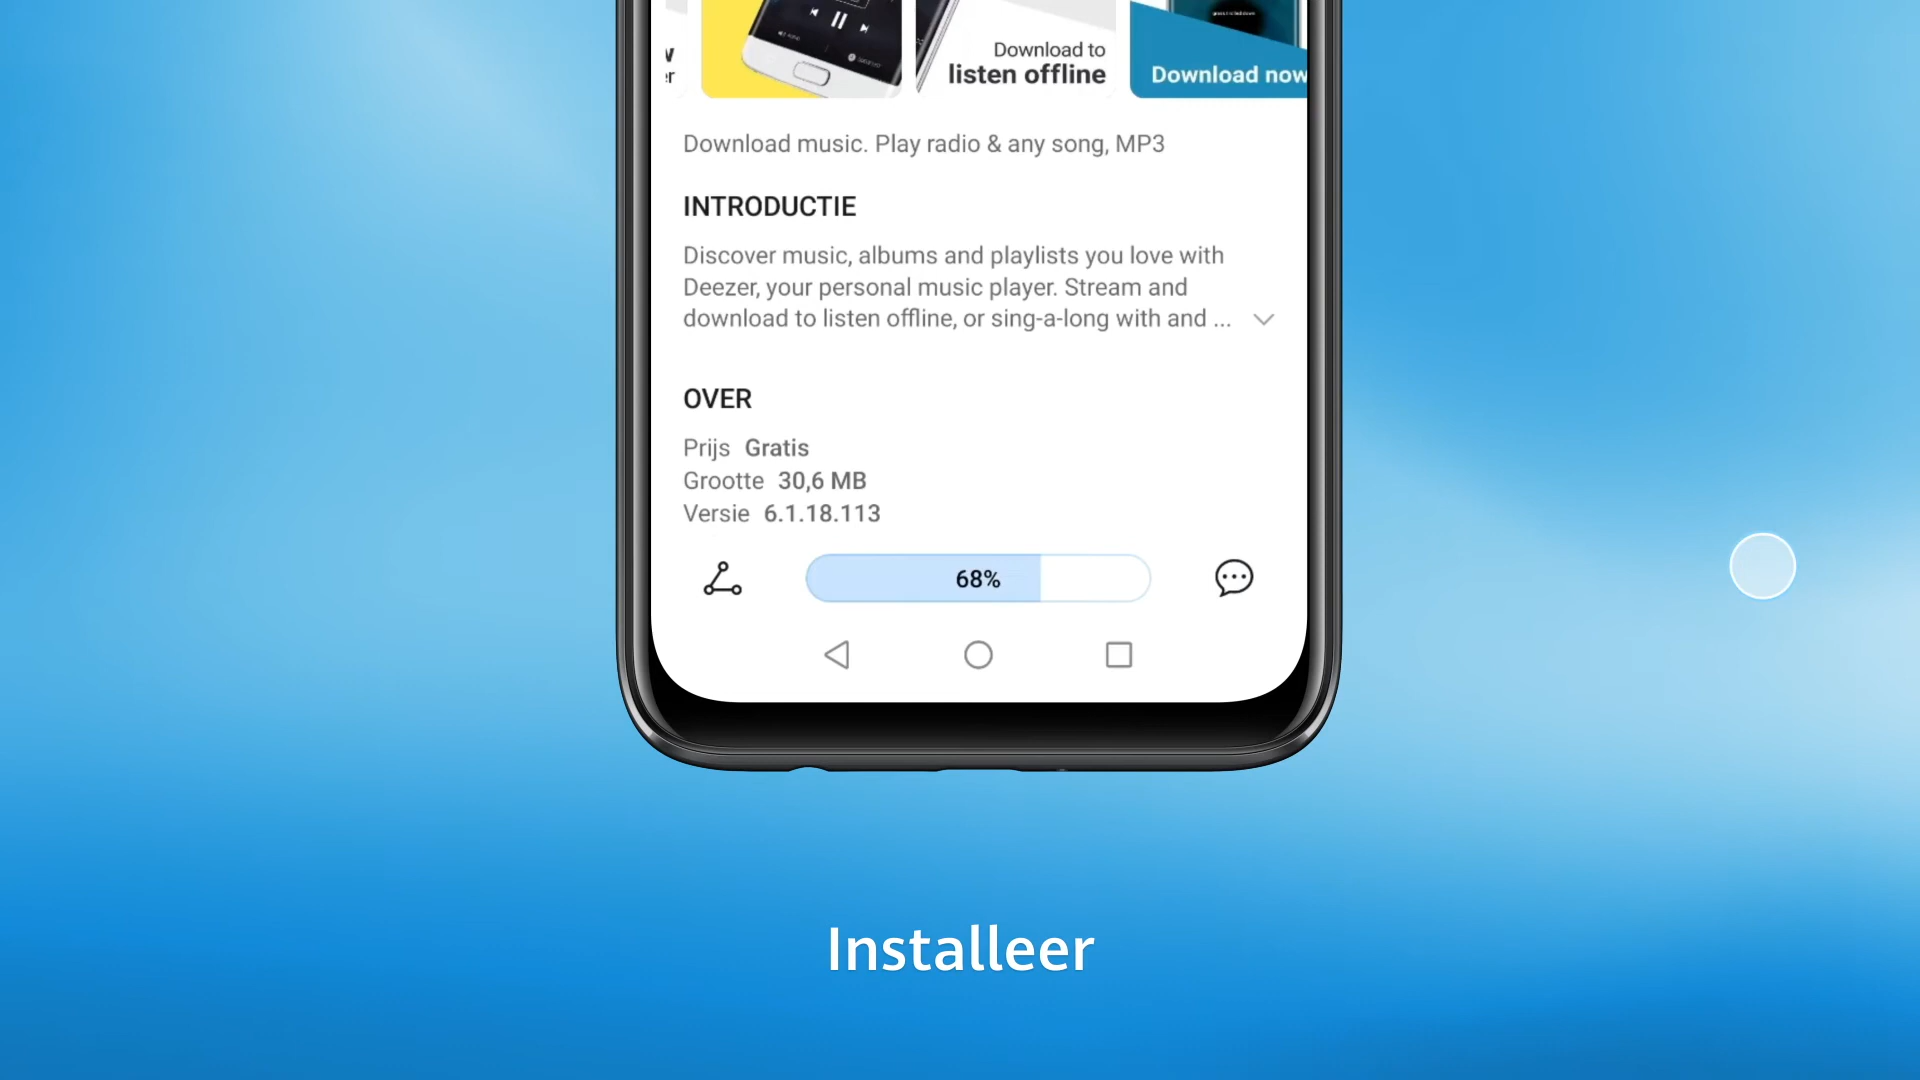 Download to
listen offline
Download now
Download music. Play radio & any song, MP3
INTRODUCTIE
Discover music, albums and playlists you love with
Deezer, your personal music player. Stream and
download to listen offline, or sing-a-long with and ...
OVER
Prijs Gratis
Grootte 30,6 MB
Versie 6.1.18.113
68%
Installeer